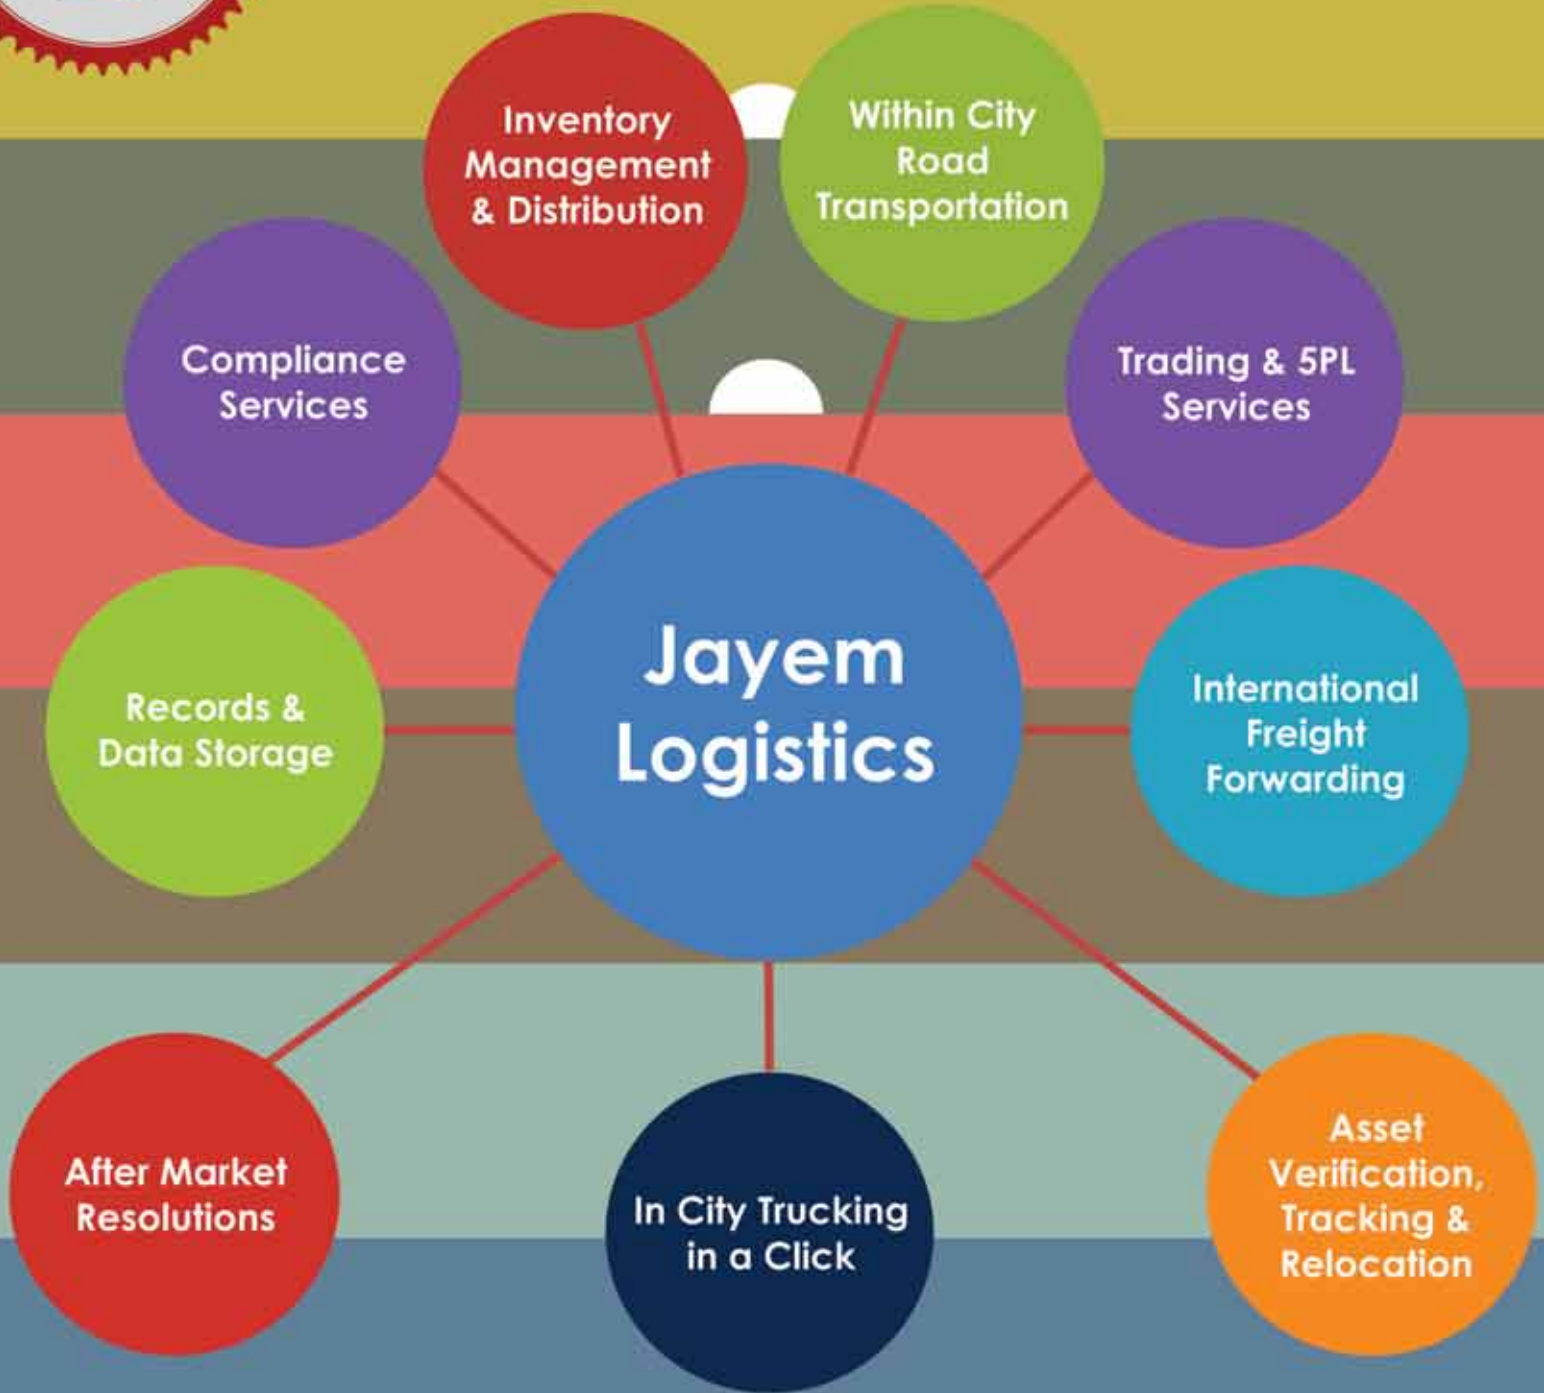 Inventory
Management
& Distribution
Within City
Road
Transportation
Compliance
Services
Trading & 5PL
Services
Jayem
Logistics
Records &
Data Storage
International
Freight
Forwarding
After Market
Resolutions
In City Trucking
in a Click
Asset
Verification,
Tracking &
Relocation